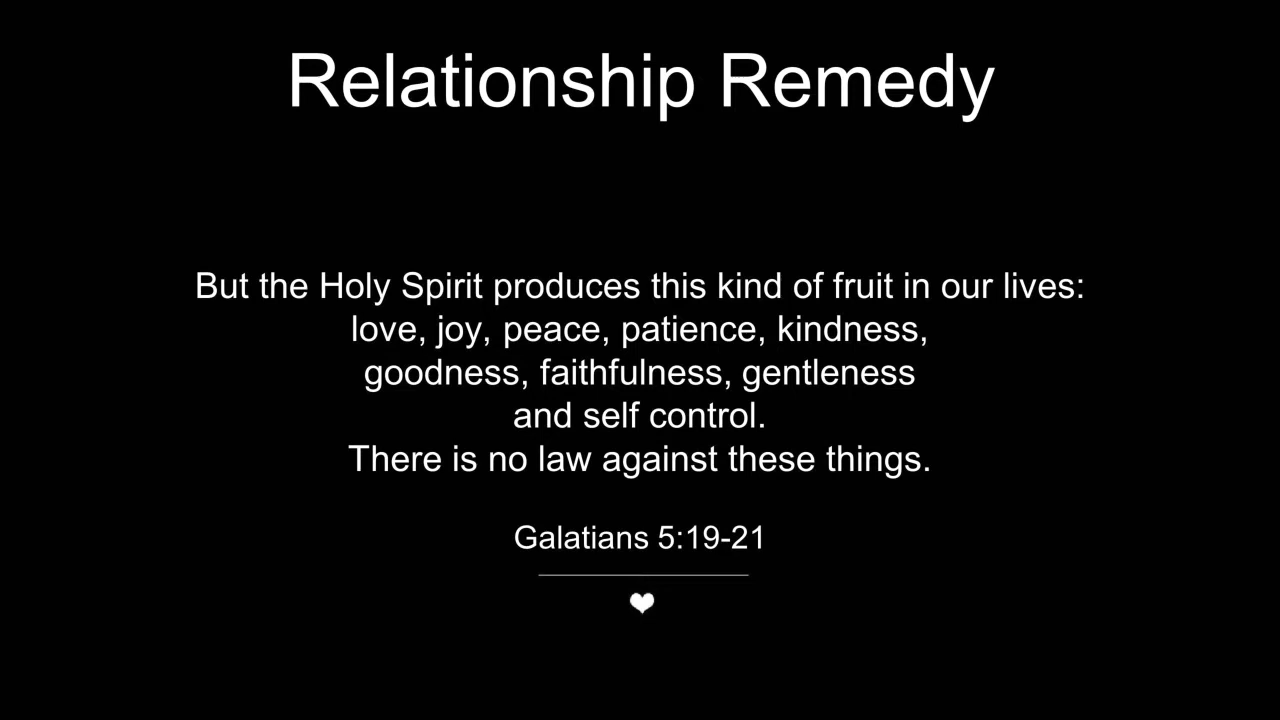 Relationship Remedy
But the Holy Spirit produces this kind of fruit in our lives:
love, joy, peace, patience, kindness,
goodness, faithfulness, gentleness
and self control.
There is no law against these things.
Galatians 5:19-21